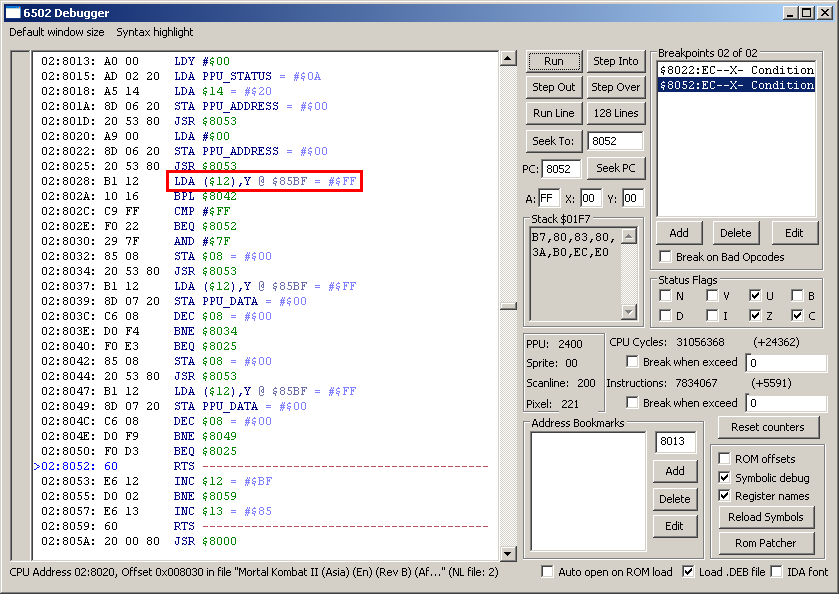 6502 Debugger
Default window size Syntax highlight
02:8013: A0 00 LDY #$00
02:8015: AD 02 20 LDA PPU_STATUS = #$0A
02:8018: A5 14 LDA $14 = #$20
02:801A: 8D 06 20 STA PPU_ADDRESS = #$00
02:801D: 20 53 80 JSR $8053
02:8020: A9 00 LDA #$00
02:8022: 8D 06 20 STA PPU_ADDRESS = #$00
02:8025: 20 53 80 JSR $8053
02:8028: B1 12 LDA ($12),Y @ $85BF = #$FF
02:802A: 10 16 BPL $8042
02:802C: C9 FF CMP #$FF
02:802E: F0 22 BEQ $8052
02:8030: 29 7F AND #$7F
02:8032: 85 08 STA $08 = #$00
02:8034: 20 53 80 JSR $8053
02:8037: B1 12 LDA ($12),Y @ $85BF = #$FF
02:8039: 8D 07 20 STA PPU_DATA = #$00
02:803C: C6 08 DEC $08 = #$00
02:803E: D0 F4 BNE $8034
02:8040: F0 E3 BEQ $8025
02:8042: 85 08 STA $08 = #$00
02:8044: 20 53 80 JSR $8053
02:8047: B1 12 LDA ($12),Y @ $85BF = #$FF
02:8049: 8D 07 20 STA PPU_DATA = #$00
02:804C: C6 08 DEC $08 = #$00
02:804E: D0 F9 BNE $8049
02:8050: F0 D3 BEQ $8025
>02:8052: 60 RTS -----------------------------------------
02:8053: E6 12 INC $12 = #$BF
02:8055: D0 02 BNE $8059
02:8057: E6 13 INC $13 = #$85
02:8059: 60 RTS -----------------------------------------
02:805A: 20 00 80 JSR $8000
Run Step Into
Step Out Step Over
Run Line 128 Lines
Seek To: 8052
PC: 8052 Seek PC
A: FF X: 00 Y: 00
Stack $01F7
B7,80,83,80,
3A,B0,EC,E0
Breakpoints 02 of 02
$8022:EC--X- Condition
$8052:EC--X- Condition
Add Delete Edit
Break on Bad Opcodes
Status Flags
N V U B
D I Z C
PPU: 2400
Sprite: 00
Scanline: 200
Pixel: 221
CPU Cycles: 31056368 (+24362)
Break when exceed 0
Instructions: 7834067 (+5591)
Break when exceed 0
Address Bookmarks
8013
Add
Delete
Edit
Reset counters
ROM offsets
Symbolic debug
Register names
Reload Symbols
Rom Patcher
CPU Address 02:8020, Offset 0x008030 in file "Mortal Kombat II (Asia) (En) (Rev B) (Af..." (NL file: 2)
Auto open on ROM load Load .DEB file IDA font